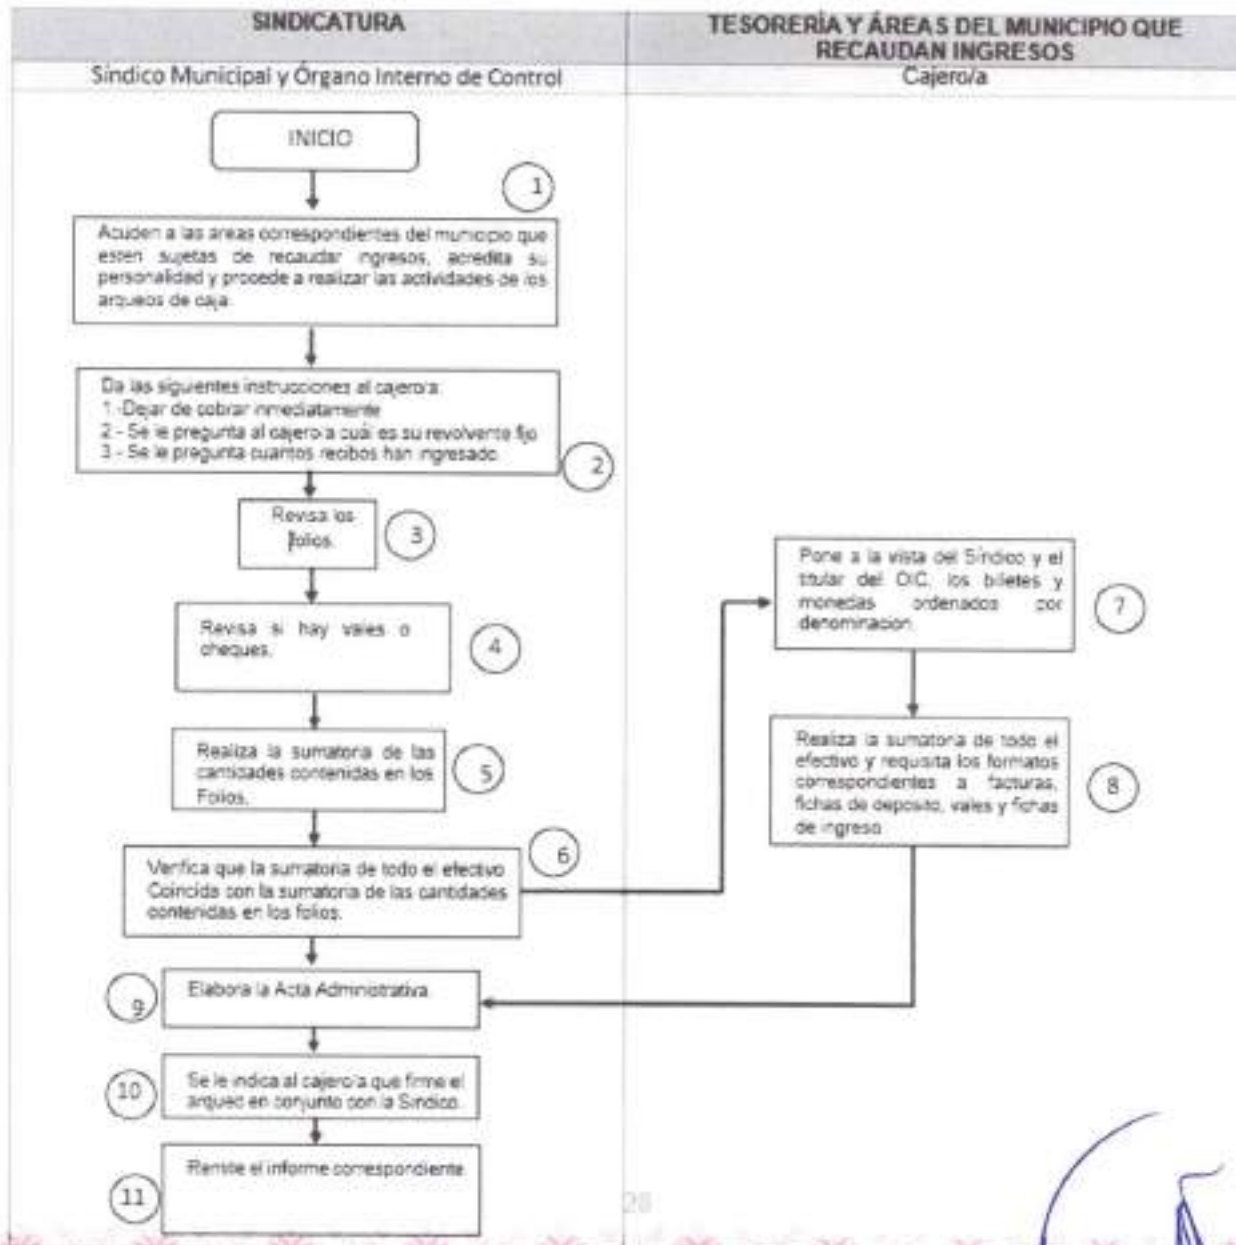 SINDICATURA
TESORERÍA Y ÁREAS DEL MUNICIPIO QUE
RECAUDAN INGRESOS
Síndico Municipal y Órgano Interno de Control
Cajero/a
INICIO
1
Acuden a las areas correspondientes del municipio que
esten sujetas de recaudar ingresos, acredita su
personalidad y procede a realizar las actividades de los
arqueos de caja
Da las siguientes instrucciones al cajero/a
1.-Dejar de cobrar inmediatamente
2.- Se le pregunta al cajero/a cuál es su revolvente fijo
3.- Se le pregunta cuantos recibos han ingresado
2
Revisa los
folios.
3
Revisa si hay vales o
cheques.
4
Realiza la sumatoria de las
cantidades contenidas en los
Folios.
5
Verifica que la sumatoria de todo el efectivo
Coincida con la sumatoria de las cantidades
contenidas en los folios.
6
Pone a la vista del Síndico y el
titular del OIC, los billetes y
monedas ordenados por
denominacion.
7
Realiza la sumatoria de todo el
efectivo y requisita los formatos
correspondientes a facturas,
fichas de deposito, vales y fichas
de ingreso
8
9
Elabora la Acta Administrativa
10
Se le indica al cajero/a que firme el
arqueo en conjunto con la Sindico.
11
Remite el informe correspondiente
28